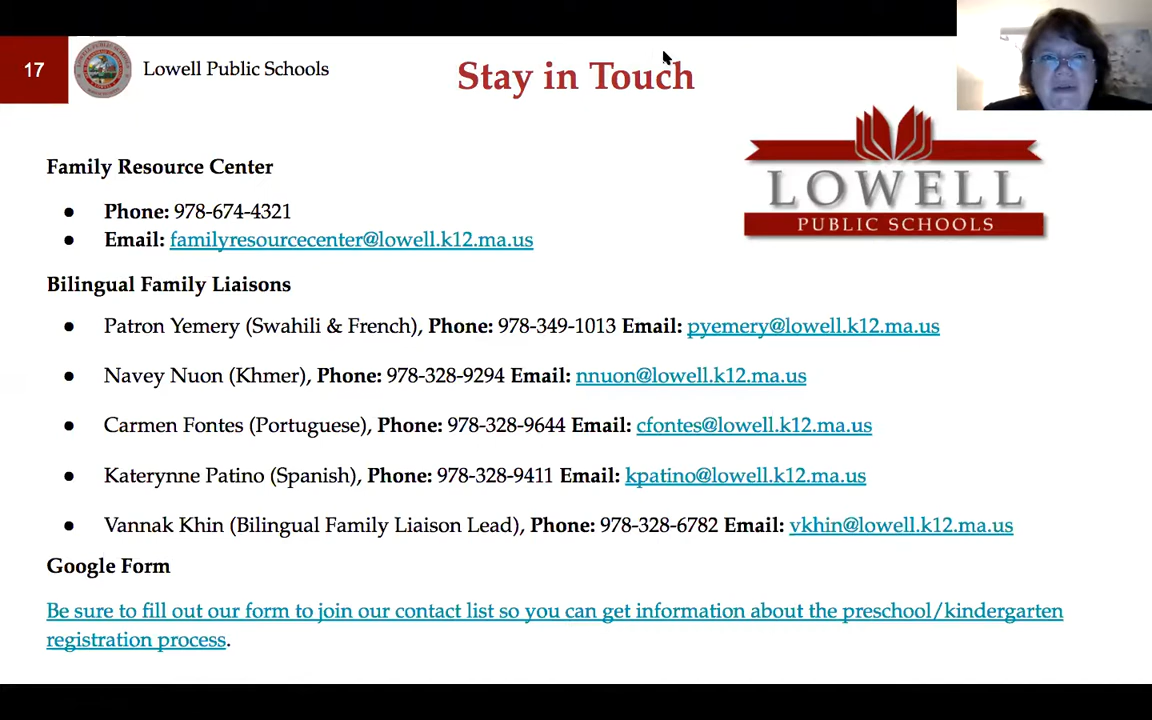 17
Lowell Public Schools
Stay in Touch
LOWELL
PUBLIC SCHOOLS
Family Resource Center
● Phone: 978-674-4321
● Email: familyresourcecenter@lowell.k12.ma.us
Bilingual Family Liaisons
● Patron Yemery (Swahili & French), Phone: 978-349-1013 Email: pyemery@lowell.k12.ma.us
● Navey Nuon (Khmer), Phone: 978-328-9294 Email: nnuon@lowell.k12.ma.us
● Carmen Fontes (Portuguese), Phone: 978-328-9644 Email: cfontes@lowell.k12.ma.us
● Katerynne Patino (Spanish), Phone: 978-328-9411 Email: kpatino@lowell.k12.ma.us
● Vannak Khin (Bilingual Family Liaison Lead), Phone: 978-328-6782 Email: vkhin@lowell.k12.ma.us
Google Form
Be sure to fill out our form to join our contact list so you can get information about the preschool/kindergarten
registration process.